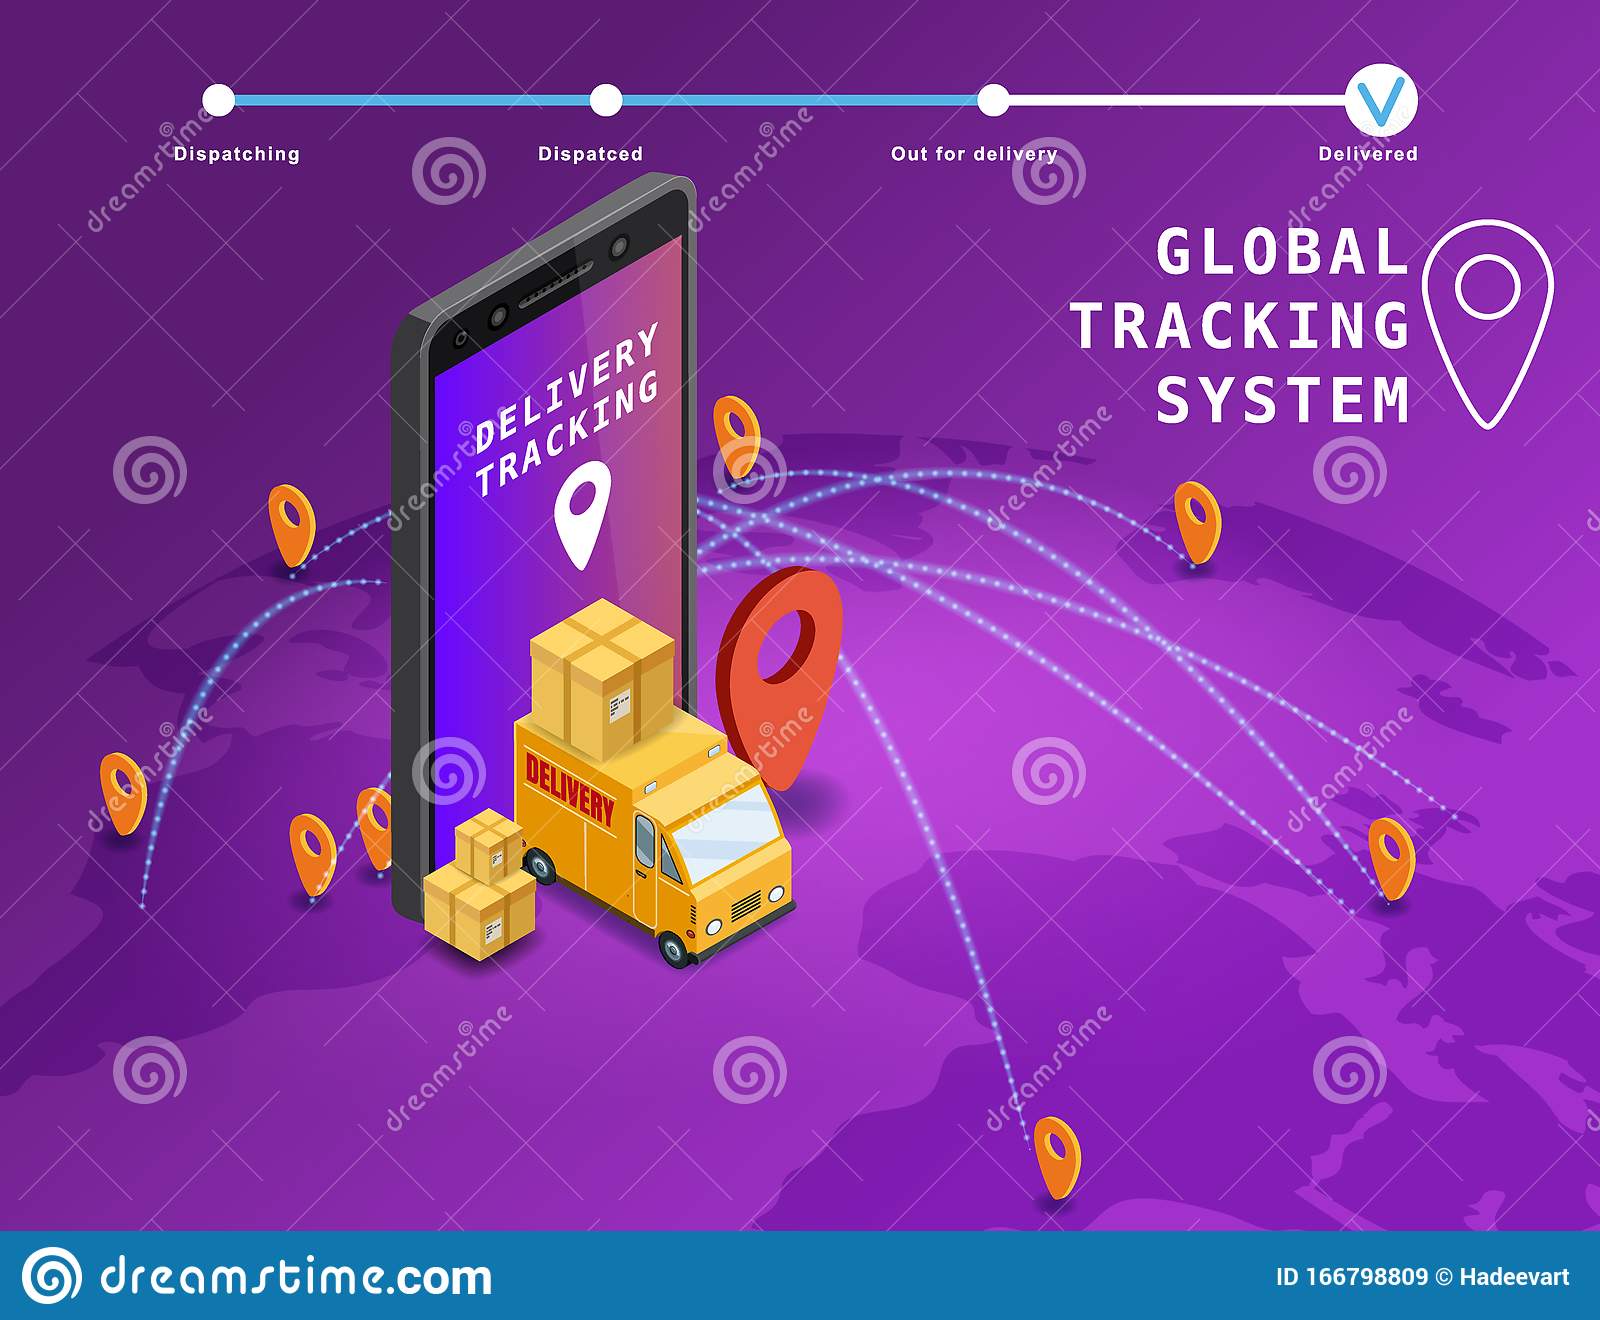 Dispatching Dispatced Out for delivery Delivered
GLOBAL
TRACKING
SYSTEM
DELIVERY
TRACKING
DELIVERY
dreamstime.com
ID 166798809 © Hadeevart